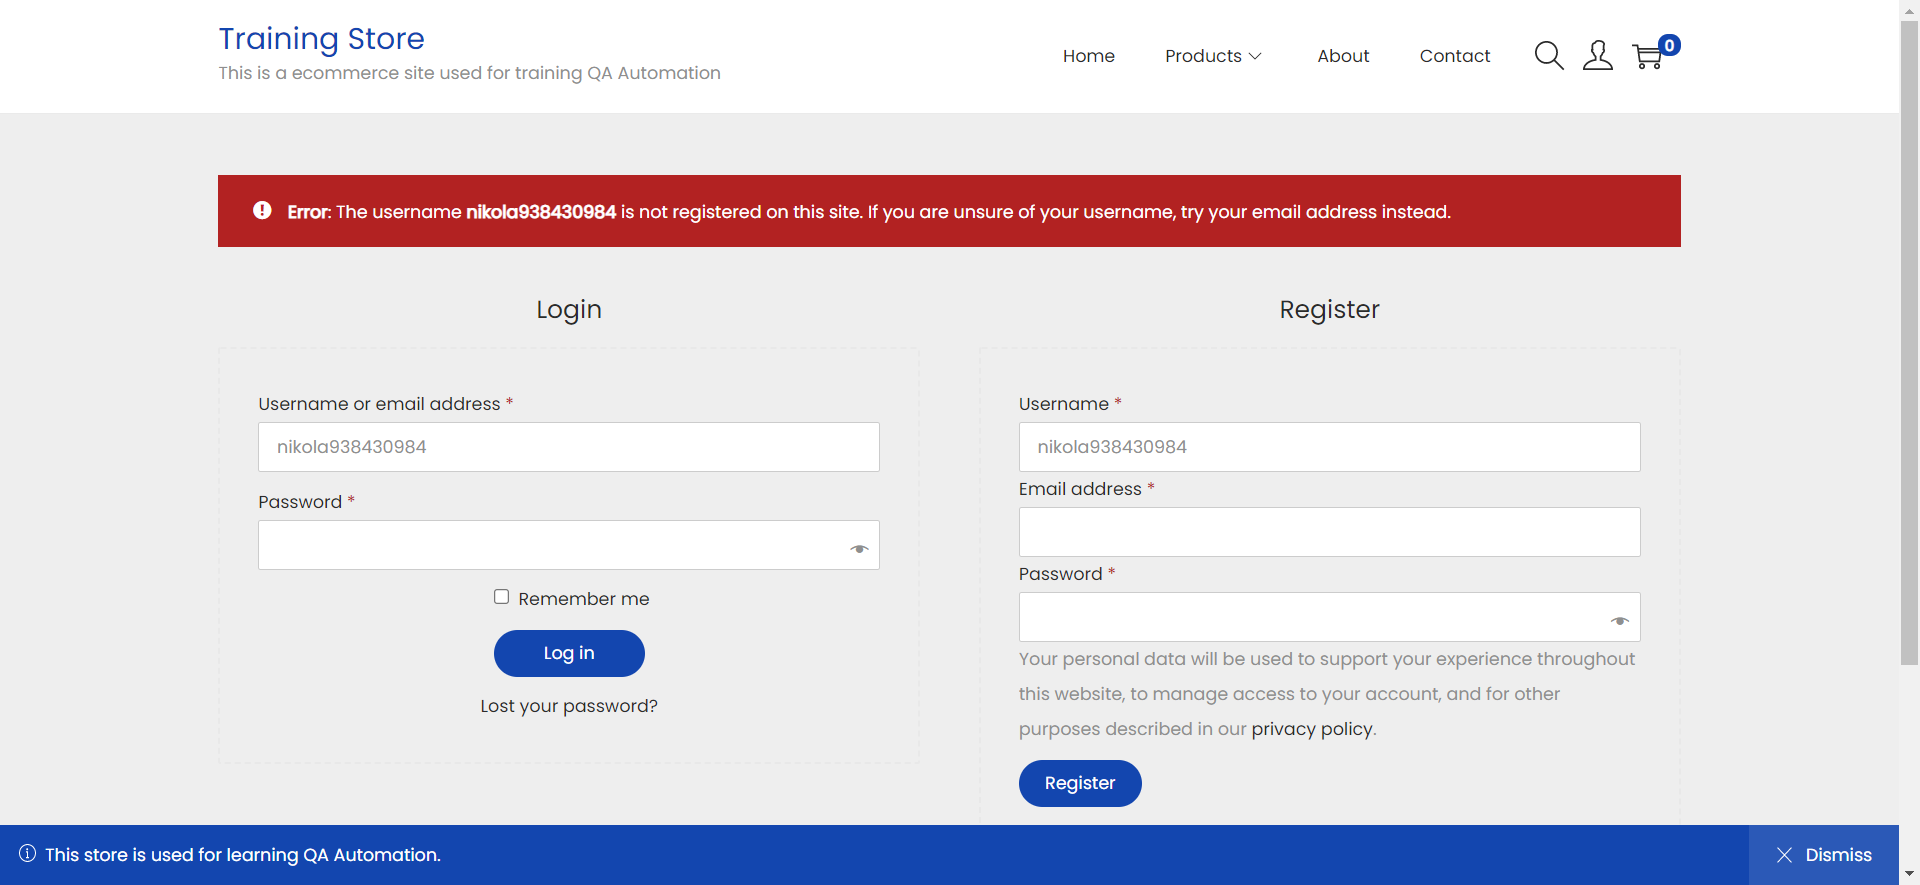 Training Store
This is a ecommerce site used for training QA Automation
Home
Products
About
Contact
0
Error: The username nikola938430984 is not registered on this site. If you are unsure of your username, try your email address instead.
Login
Username or email address *
nikola938430984
Password *
Remember me
Log in
Lost your password?
Register
Username *
nikola938430984
Email address *
Password *
Your personal data will be used to support your experience throughout
this website, to manage access to your account, and for other
purposes described in our privacy policy.
Register
This store is used for learning QA Automation.
Dismiss